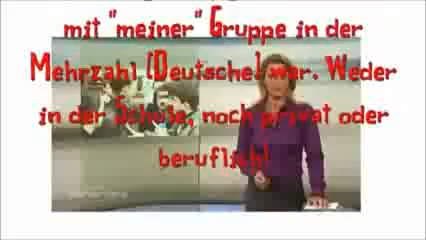 mit "meiner" Gruppe in der
Mehrzahl (Deutsche) war. Weder
in der Schule, noch privat oder
beruflich!